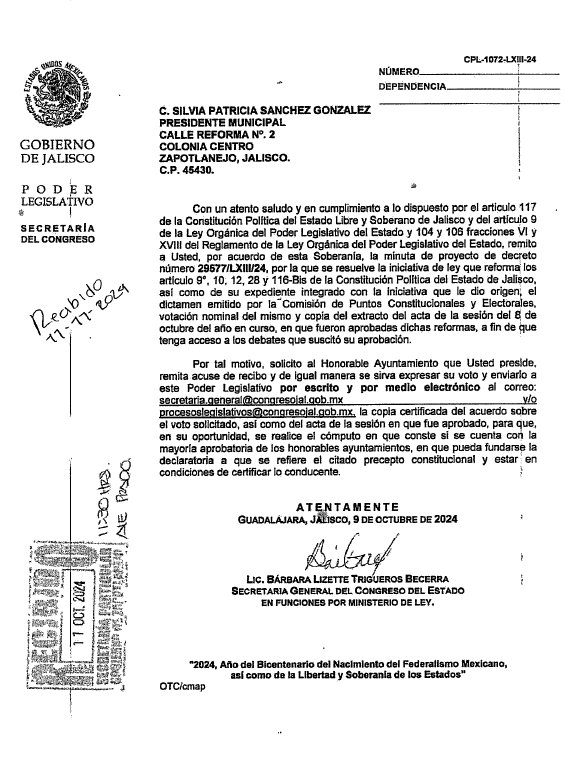 CPL-1072-LXIII-24
NÚMERO
DEPENDENCIA
ESTADOS UNIDOS MEXICANOS
GOBIERNO
DE JALISCO
PODER
LEGISLATIVO
SECRETARÍA
DEL CONGRESO
C. SILVIA PATRICIA SANCHEZ GONZALEZ
PRESIDENTE MUNICIPAL
CALLE REFORMA Nº. 2
COLONIA CENTRO
ZAPOTLANEJO, JALISCO.
C.P. 45430.
Con un atento saludo y en cumplimiento a lo dispuesto por el artículo 117
de la Constitución Política del Estado Libre y Soberano de Jalisco y del artículo 9
de la Ley Orgánica del Poder Legislativo del Estado y 104 y 106 fracciones VI y
XVIII del Reglamento de la Ley Orgánica del Poder Legislativo del Estado, remito
a Usted, por acuerdo de esta Soberanía, la minuta de proyecto de decreto
número 29577/LXIII/24, por la que se resuelve la iniciativa de ley que reforma los
artículo 9°, 10, 12, 28 y 116-Bis de la Constitución Política del Estado de Jalisco,
así como de su expediente integrado con la iniciativa que le dio origen; el
dictamen emitido por la Comisión de Puntos Constitucionales y Electorales,
votación nominal del mismo y copia del extracto del acta de la sesión del 8 de
octubre del año en curso, en que fueron aprobadas dichas reformas, a fin de que
tenga acceso a los debates que suscitó su aprobación.
Por tal motivo, solicito al Honorable Ayuntamiento que Usted preside,
remita acuse de recibo y de igual manera se sirva expresar su voto y enviarlo a
este Poder Legislativo por escrito y por medio electrónico al correo:
secretaria.general@congresojal.gob.mx y/o
procesoslegislativos@congresojal.gob.mx, la copia certificada del acuerdo sobre
el voto solicitado, así como del acta de la sesión en que fue aprobado, para que,
en su oportunidad, se realice el cómputo en que conste si se cuenta con la
mayoría aprobatoria de los honorables ayuntamientos, en que pueda fundarse la
declaratoria a que se refiere el citado precepto constitucional y estar en
condiciones de certificar lo conducente.
Recibido
11:30 Hrs.
RECIBIDO
11 OCT. 2024
ATENTAMENTE
GUADALAJARA, JALISCO, 9 DE OCTUBRE DE 2024
LIC. BÁRBARA LIZETTE TRIGUEROS BECERRA
SECRETARIA GENERAL DEL CONGRESO DEL ESTADO
EN FUNCIONES POR MINISTERIO DE LEY.
"2024, Año del Bicentenario del Nacimiento del Federalismo Mexicano,
así como de la Libertad y Soberanía de los Estados"
OTC/cmap